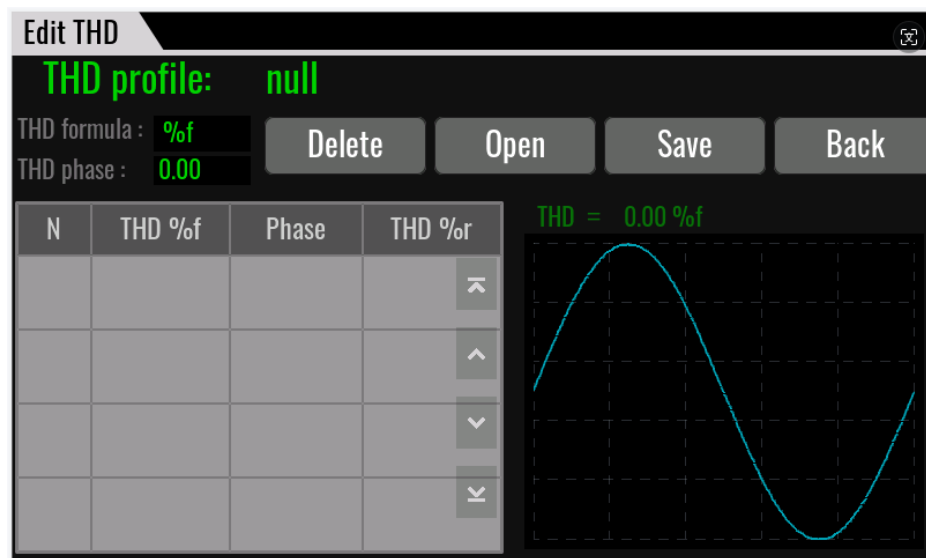 Edit THD
THD profile: null
THD formula : %f
THD phase : 0.00
Delete Open Save Back
N THD %f Phase THD %r
THD = 0.00 %f